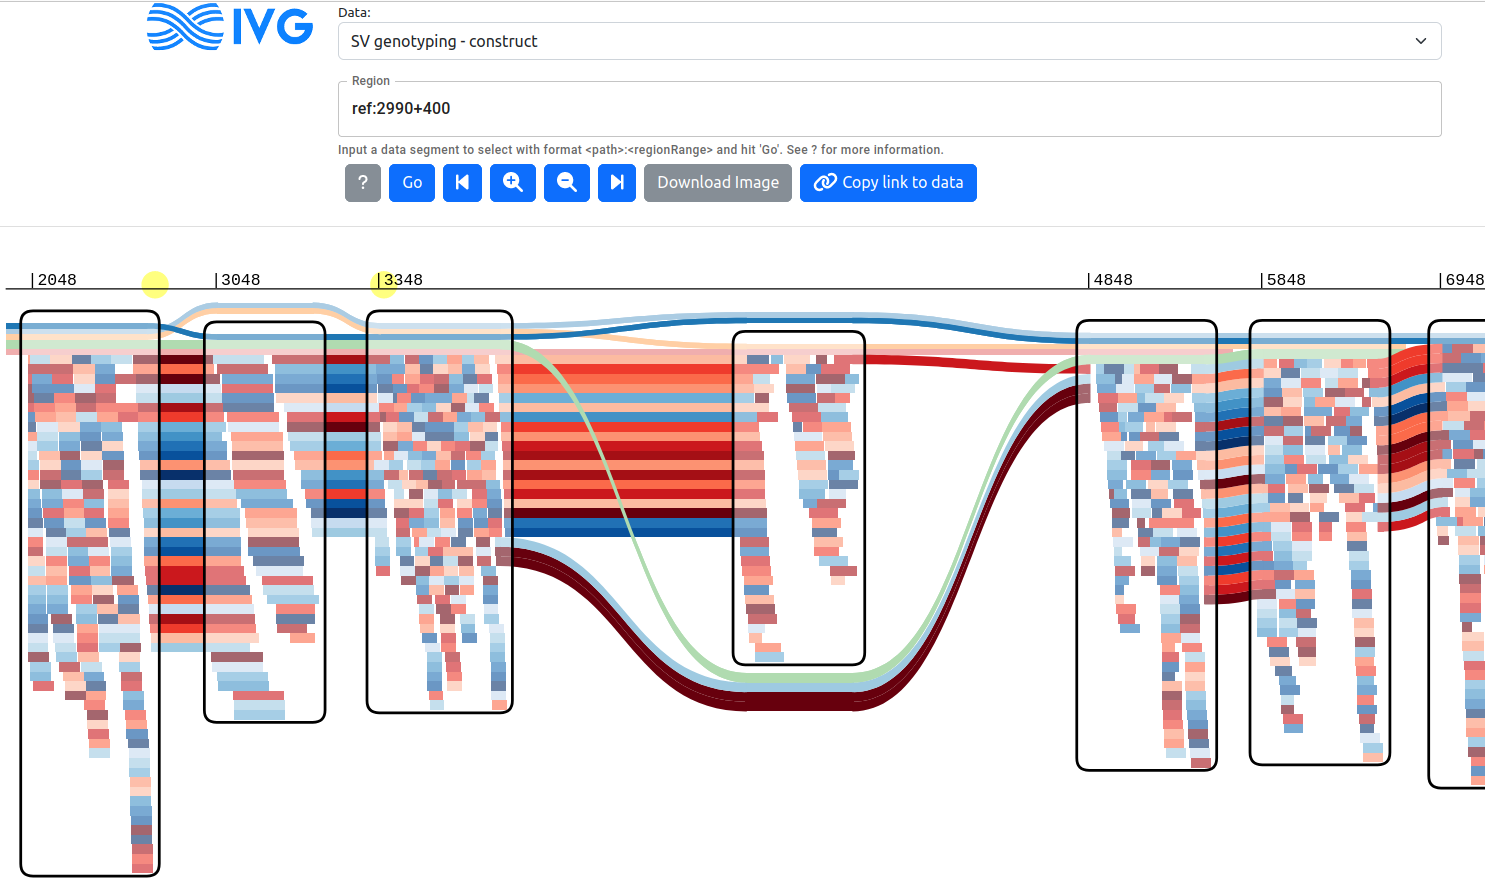 IVG
Data:
SV genotyping - construct
Region
ref:2990+400
Input a data segment to select with format <path>:<regionRange> and hit 'Go'. See ? for more information.
? Go Download Image Copy link to data
|2048 |3048 |3348 |4848 |5848 |6948